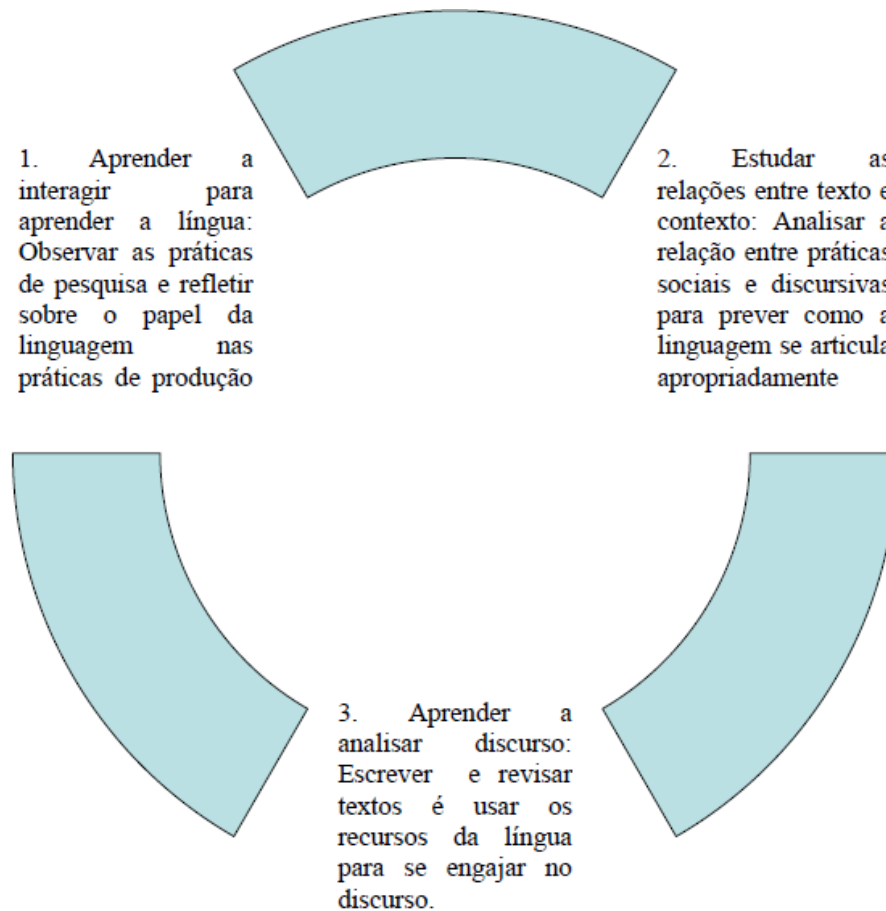 1. Aprender a
interagir para
aprender a língua:
Observar as práticas
de pesquisa e refletir
sobre o papel da
linguagem nas
práticas de produção
2. Estudar as
relações entre texto e
contexto: Analisar a
relação entre práticas
sociais e discursivas
para prever como a
linguagem se articula
apropriadamente
3. Aprender a
analisar discurso:
Escrever e revisar
textos é usar os
recursos da língua
para se engajar no
discurso.